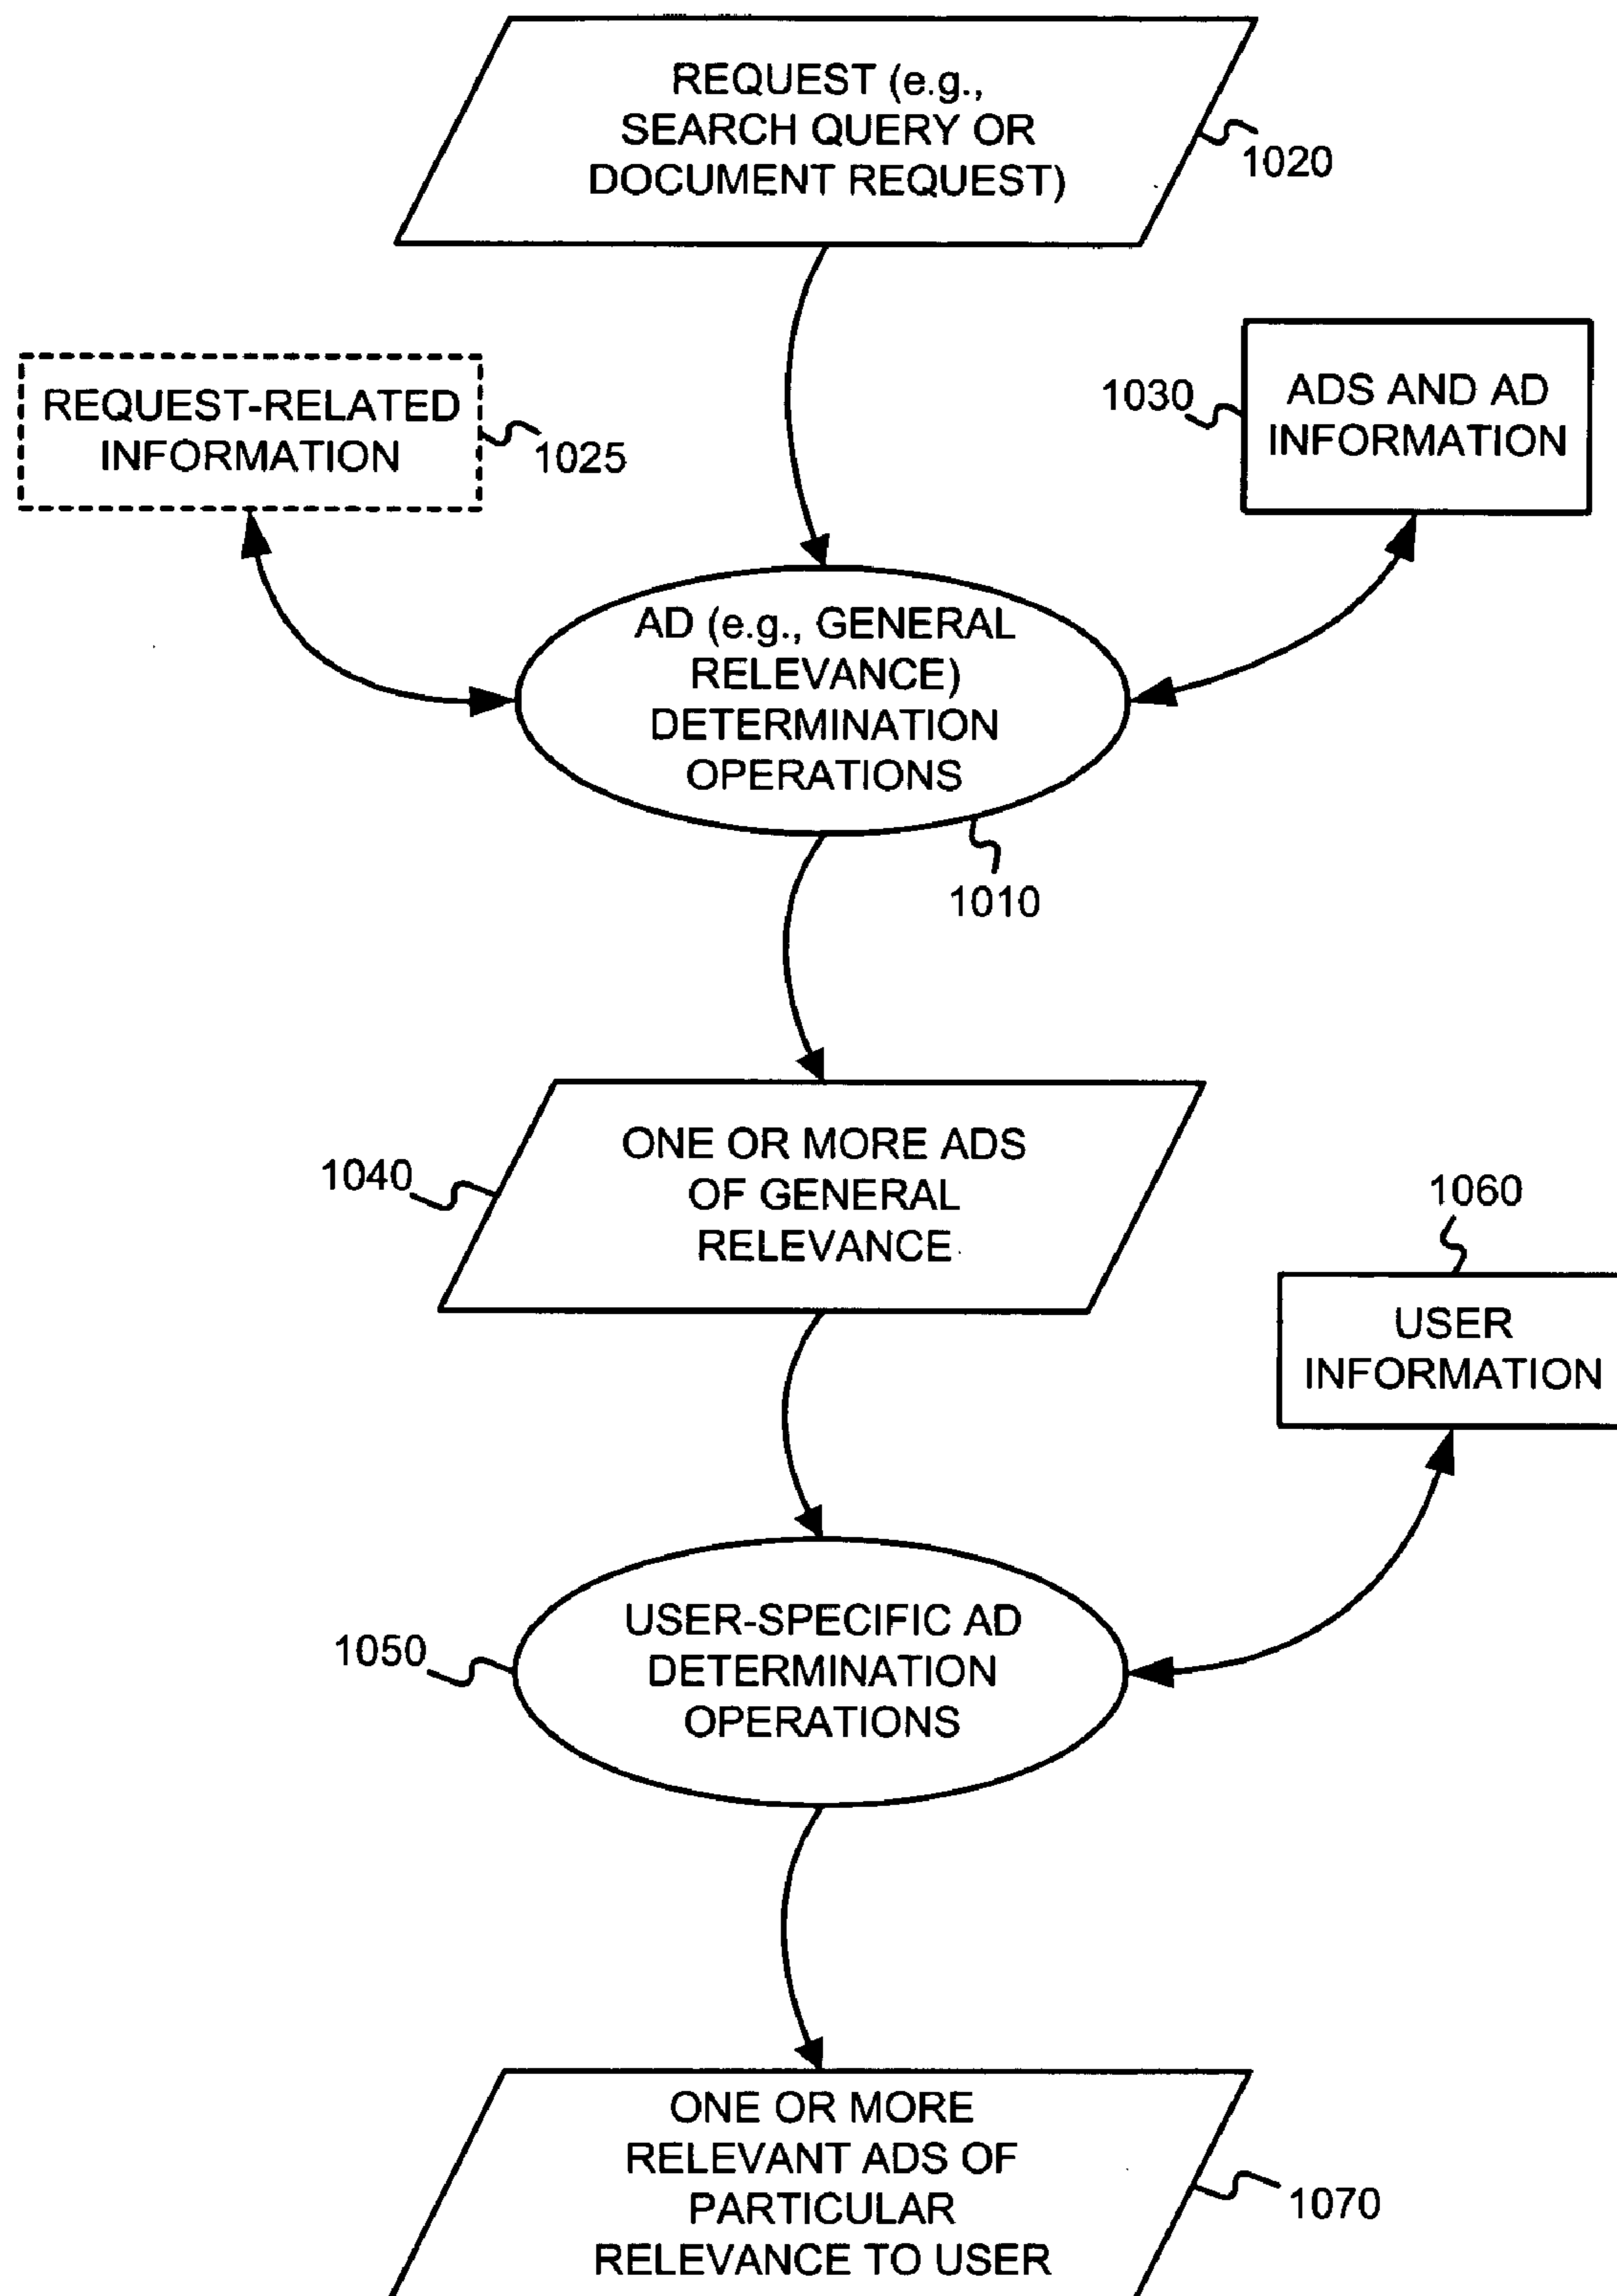 REQUEST (e.g.,
SEARCH QUERY OR
DOCUMENT REQUEST)
1020
REQUEST-RELATED
INFORMATION
1025
1030
ADS AND AD
INFORMATION
AD (e.g., GENERAL
RELEVANCE)
DETERMINATION
OPERATIONS
1010
ONE OR MORE ADS
OF GENERAL
RELEVANCE
1040
1060
USER
INFORMATION
USER-SPECIFIC AD
DETERMINATION
OPERATIONS
1050
ONE OR MORE
RELEVANT ADS OF
PARTICULAR
RELEVANCE TO USER
1070